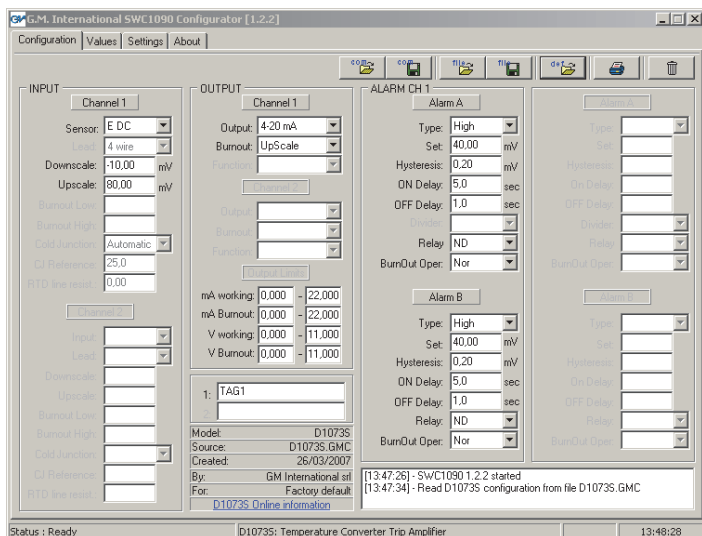 G.M. International SWC1090 Configurator [1.2.2]
Configuration Values Settings About
com com file file def
INPUT
Channel 1
Sensor: E DC
Lead: 4 wire
Downscale: -10,00 mV
Upscale: 80,00 mV
Burnout Low:
Burnout High:
Cold Junction: Automatic
CJ Reference: 25,0
RTD line resist.: 0,00
Channel 2
Input:
Lead:
Downscale:
Upscale:
Burnout Low:
Burnout High:
Cold Junction:
CJ Reference:
RTD line resist.:
OUTPUT
Channel 1
Output: 4-20 mA
Burnout: UpScale
Function:
Channel 2
Output:
Burnout:
Function:
Output Limits
mA working: 0,000 - 22,000
mA Burnout: 0,000 - 22,000
V working: 0,000 - 11,000
V Burnout: 0,000 - 11,000
1: TAG1
2:
Model: D1073S
Source: D1073S.GMC
Created: 26/03/2007
By: GM International srl
For: Factory default
D1073S Online information
ALARM CH 1
Alarm A
Type: High
Set: 40,00 mV
Hysteresis: 0,20 mV
ON Delay: 5,0 sec
OFF Delay: 1,0 sec
Divider:
Relay ND
BurnOut Oper: Nor
Alarm B
Type: High
Set: 40,00 mV
Hysteresis: 0,20 mV
ON Delay: 5,0 sec
OFF Delay: 1,0 sec
Relay: ND
BurnOut Oper: Nor
Alarm A
Type:
Set:
Hysteresis:
On Delay:
OFF Delay:
Divider:
Relay
BurnOut Oper:
Alarm B
Type:
Set:
Hysteresis:
On Delay:
OFF Delay:
Relay:
BurnOut Oper:
[13:47:26] - SWC1090 1.2.2 started
[13:47:34] - Read D1073S configuration from file D1073S.GMC
Status : Ready
D1073S: Temperature Converter Trip Amplifier
13:48:28